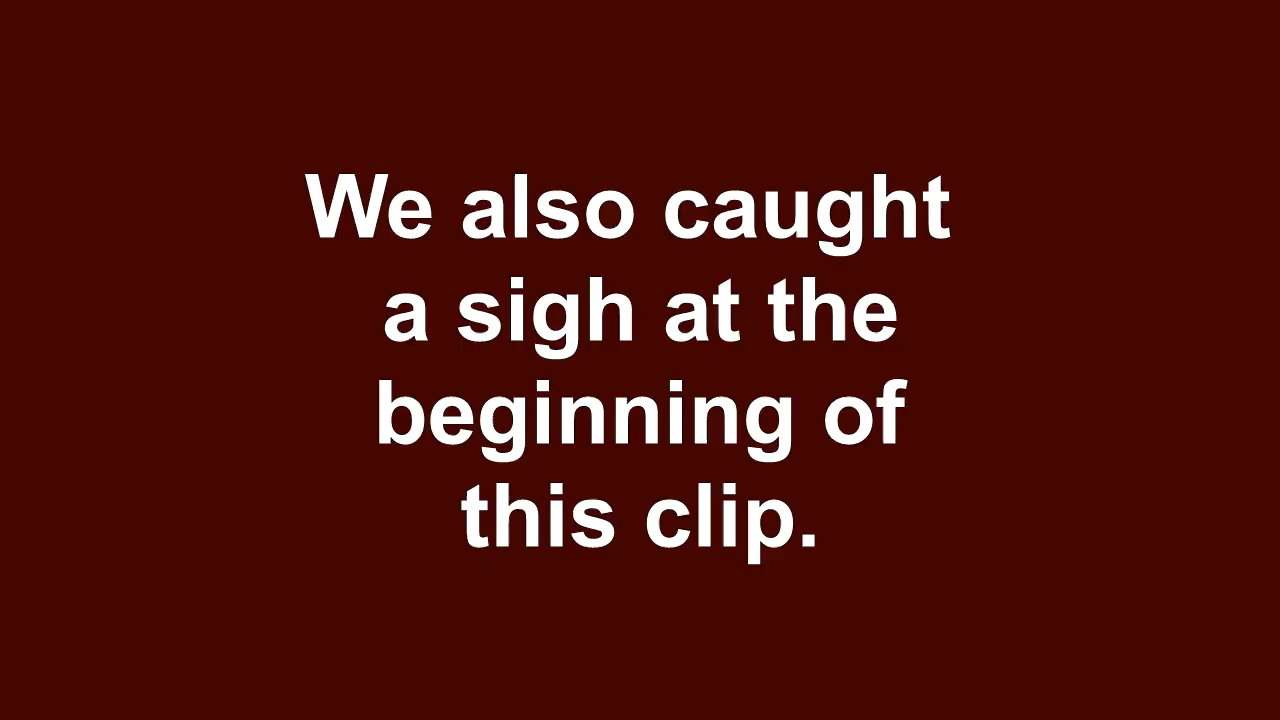 We also caught
a sigh at the
beginning of
this clip.